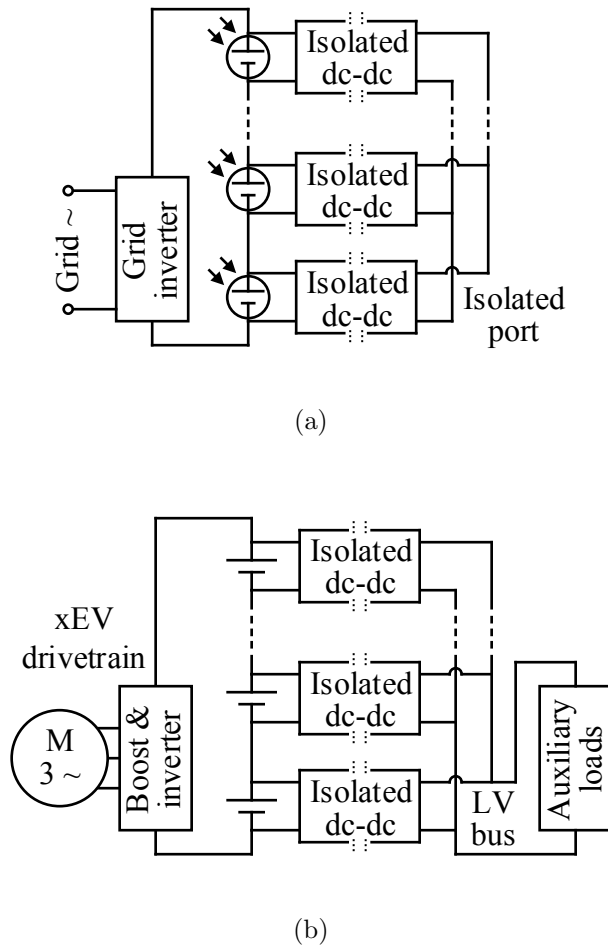 Isolated
dc-dc
Isolated
dc-dc
Grid ~
Grid
inverter
Isolated
dc-dc
Isolated
port
(a)
Isolated
dc-dc
xEV
drivetrain
M
3 ~
Boost &
inverter
Isolated
dc-dc
Isolated
dc-dc
LV
bus
Auxiliary
loads
(b)